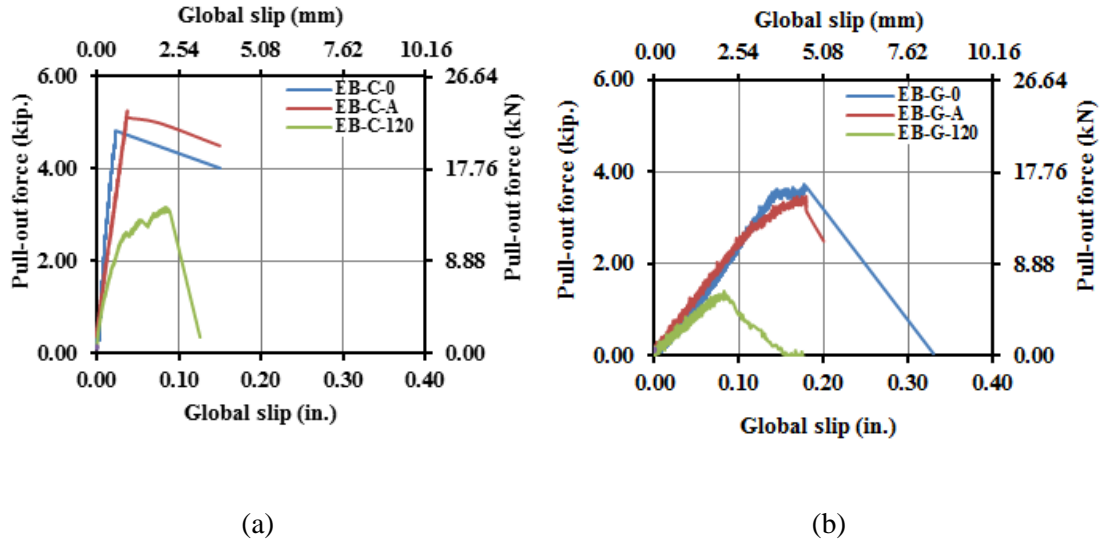 Global slip (mm)
0.00 2.54 5.08 7.62 10.16
6.00
4.00
2.00
0.00
Pull-out force (kip.)
EB-C-0
EB-C-A
EB-C-120
26.64
17.76
8.88
0.00
Pull-out force (kN)
0.00 0.10 0.20 0.30 0.40
Global slip (in.)
(a)
Global slip (mm)
0.00 2.54 5.08 7.62 10.16
6.00
4.00
2.00
0.00
Pull-out force (kip.)
EB-G-0
EB-G-A
EB-G-120
26.64
17.76
8.88
0.00
Pull-out force (kN)
0.00 0.10 0.20 0.30 0.40
Global slip (in.)
(b)